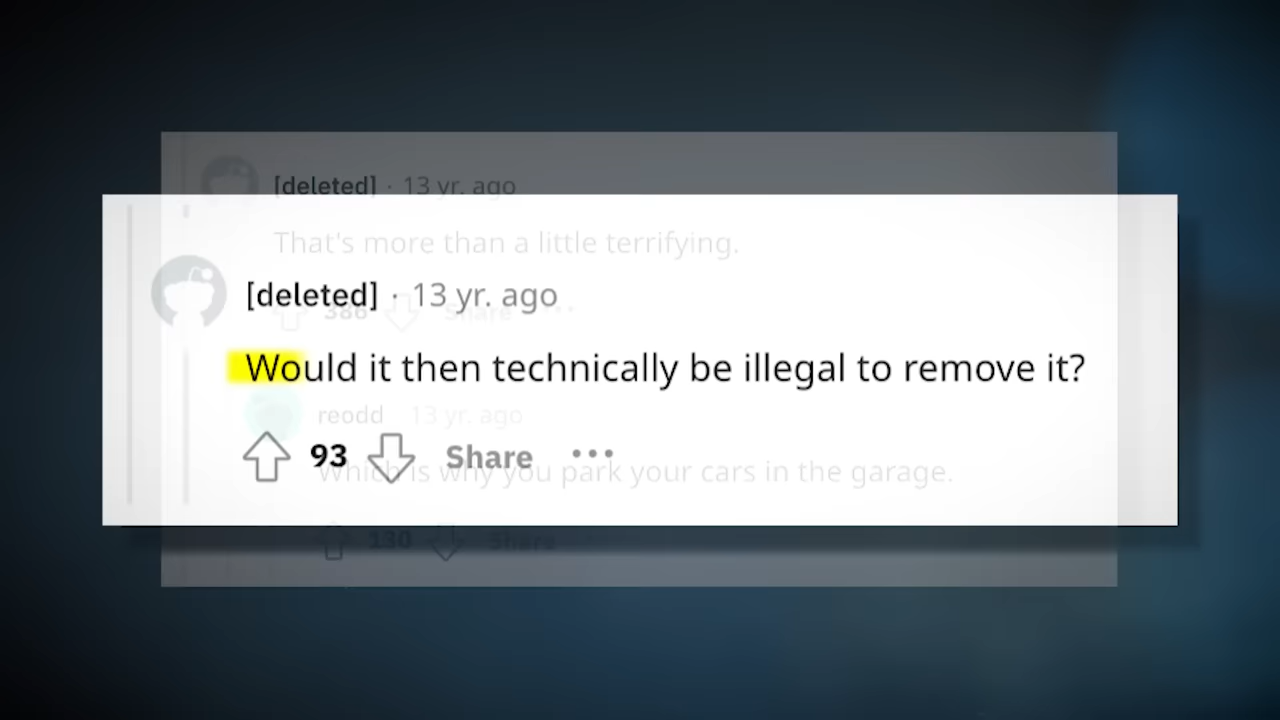 [deleted] · 13 yr. ago
That's more than a little terrifying.
[deleted] · 13 yr. ago
386 Share ...
Would it then technically be illegal to remove it?
reodd 13 yr. ago
93 Share ...
Which is why you park your cars in the garage.
130 Share